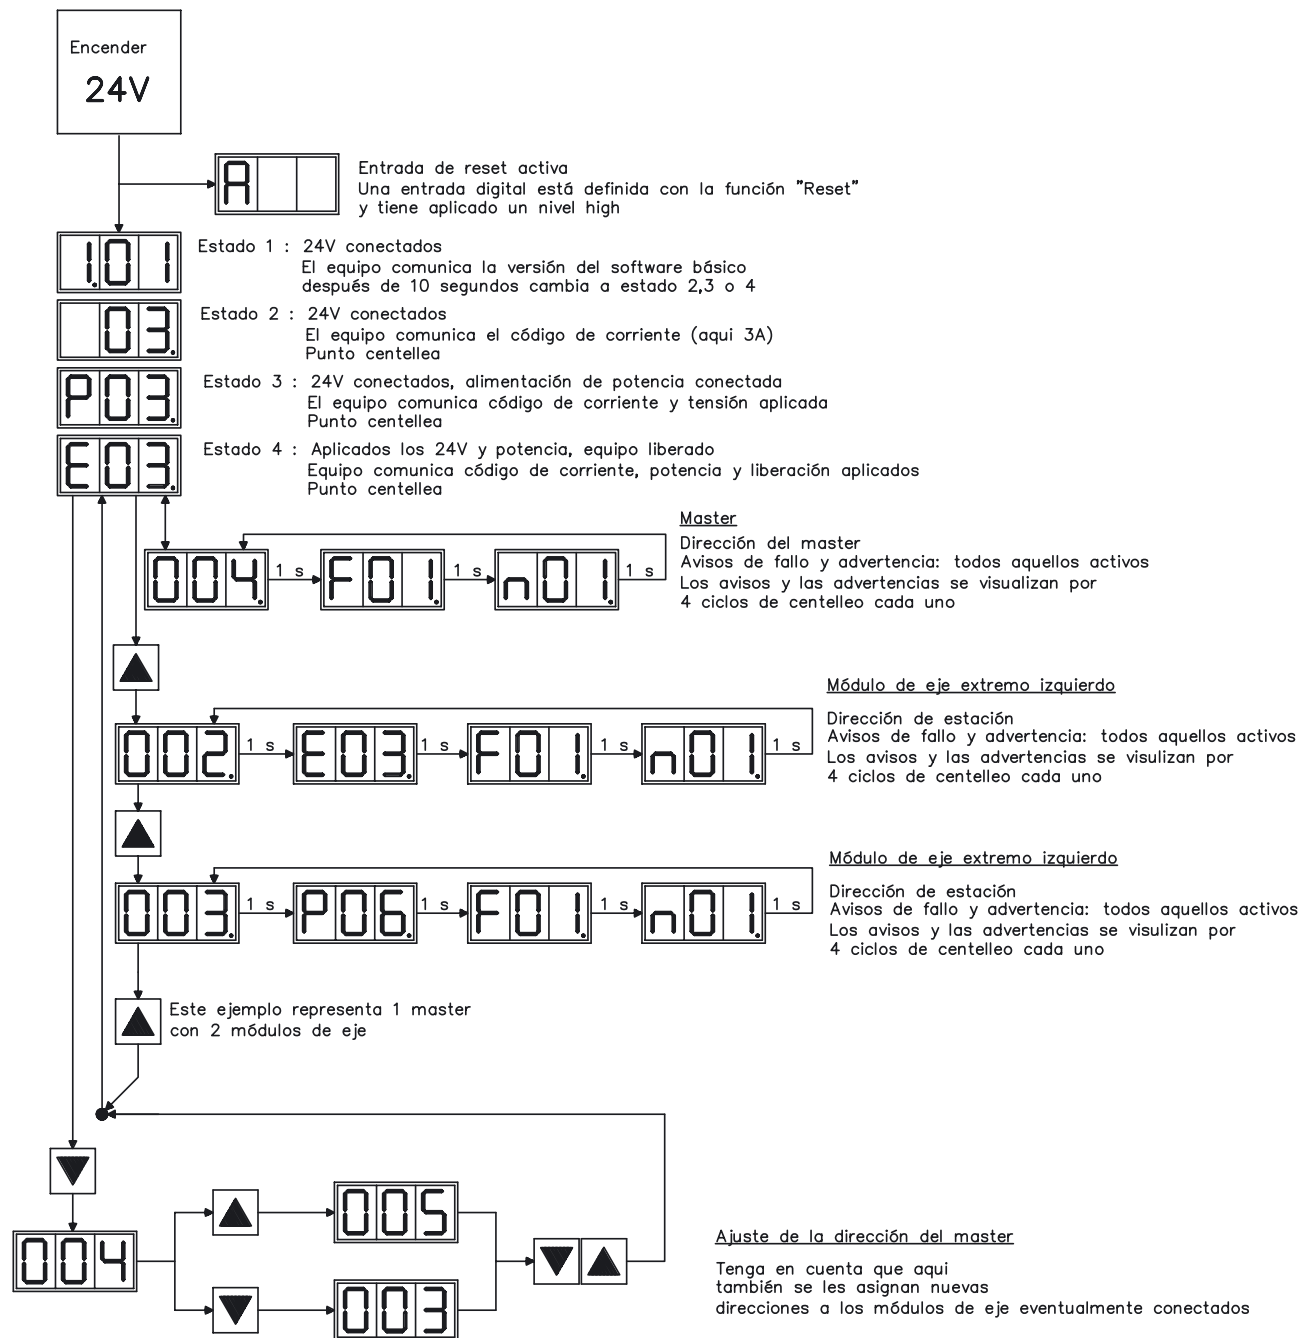 Encender
24V
A
Entrada de reset activa
Una entrada digital está definida con la función "Reset"
y tiene aplicado un nivel high
1.01
Estado 1 : 24V conectados
El equipo comunica la versión del software básico
después de 10 segundos cambia a estado 2,3 o 4
03.
Estado 2 : 24V conectados
El equipo comunica el código de corriente (aqui 3A)
Punto centellea
P03.
Estado 3 : 24V conectados, alimentación de potencia conectada
El equipo comunica código de corriente y tensión aplicada
Punto centellea
E03.
Estado 4 : Aplicados los 24V y potencia, equipo liberado
Equipo comunica código de corriente, potencia y liberación aplicados
Punto centellea
Master
004. 1 s F01. 1 s n01. 1 s
Dirección del master
Avisos de fallo y advertencia: todos aquellos activos
Los avisos y las advertencias se visualizan por
4 ciclos de centelleo cada uno
Módulo de eje extremo izquierdo
002. 1 s E03. 1 s F01. 1 s n01. 1 s
Dirección de estación
Avisos de fallo y advertencia: todos aquellos activos
Los avisos y las advertencias se visulizan por
4 ciclos de centelleo cada uno
Módulo de eje extremo izquierdo
003. 1 s P06. 1 s F01. 1 s n01. 1 s
Dirección de estación
Avisos de fallo y advertencia: todos aquellos activos
Los avisos y las advertencias se visulizan por
4 ciclos de centelleo cada uno
Este ejemplo representa 1 master
con 2 módulos de eje
005
004
003
Ajuste de la dirección del master
Tenga en cuenta que aqui
también se les asignan nuevas
direcciones a los módulos de eje eventualmente conectados